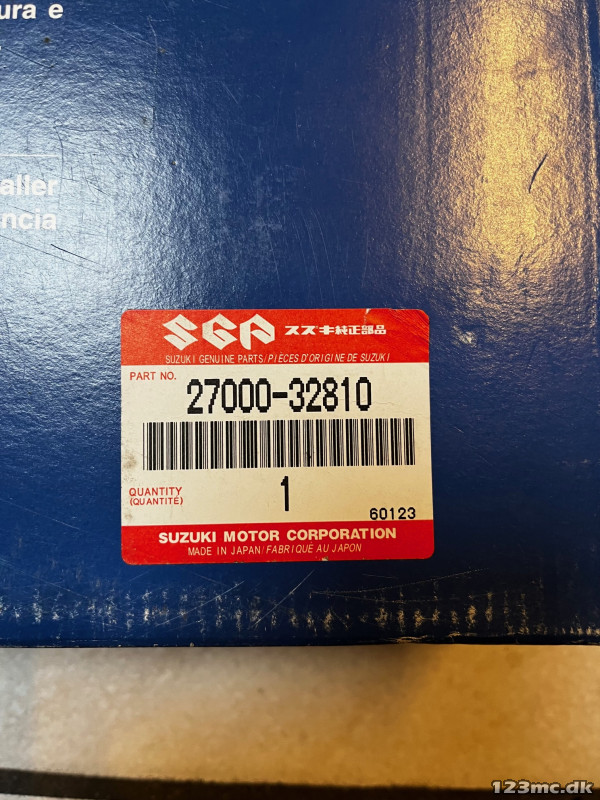 ura e
aller
ncia
SGP スズキ純正部品
SUZUKI GENUINE PARTS/PIÈCES D'ORIGINE DE SUZUKI
PART NO.
27000-32810
QUANTITY
(QUANTITÉ)
1
60123
SUZUKI MOTOR CORPORATION
MADE IN JAPAN/FABRIQUE AU JAPON
123mc.dk